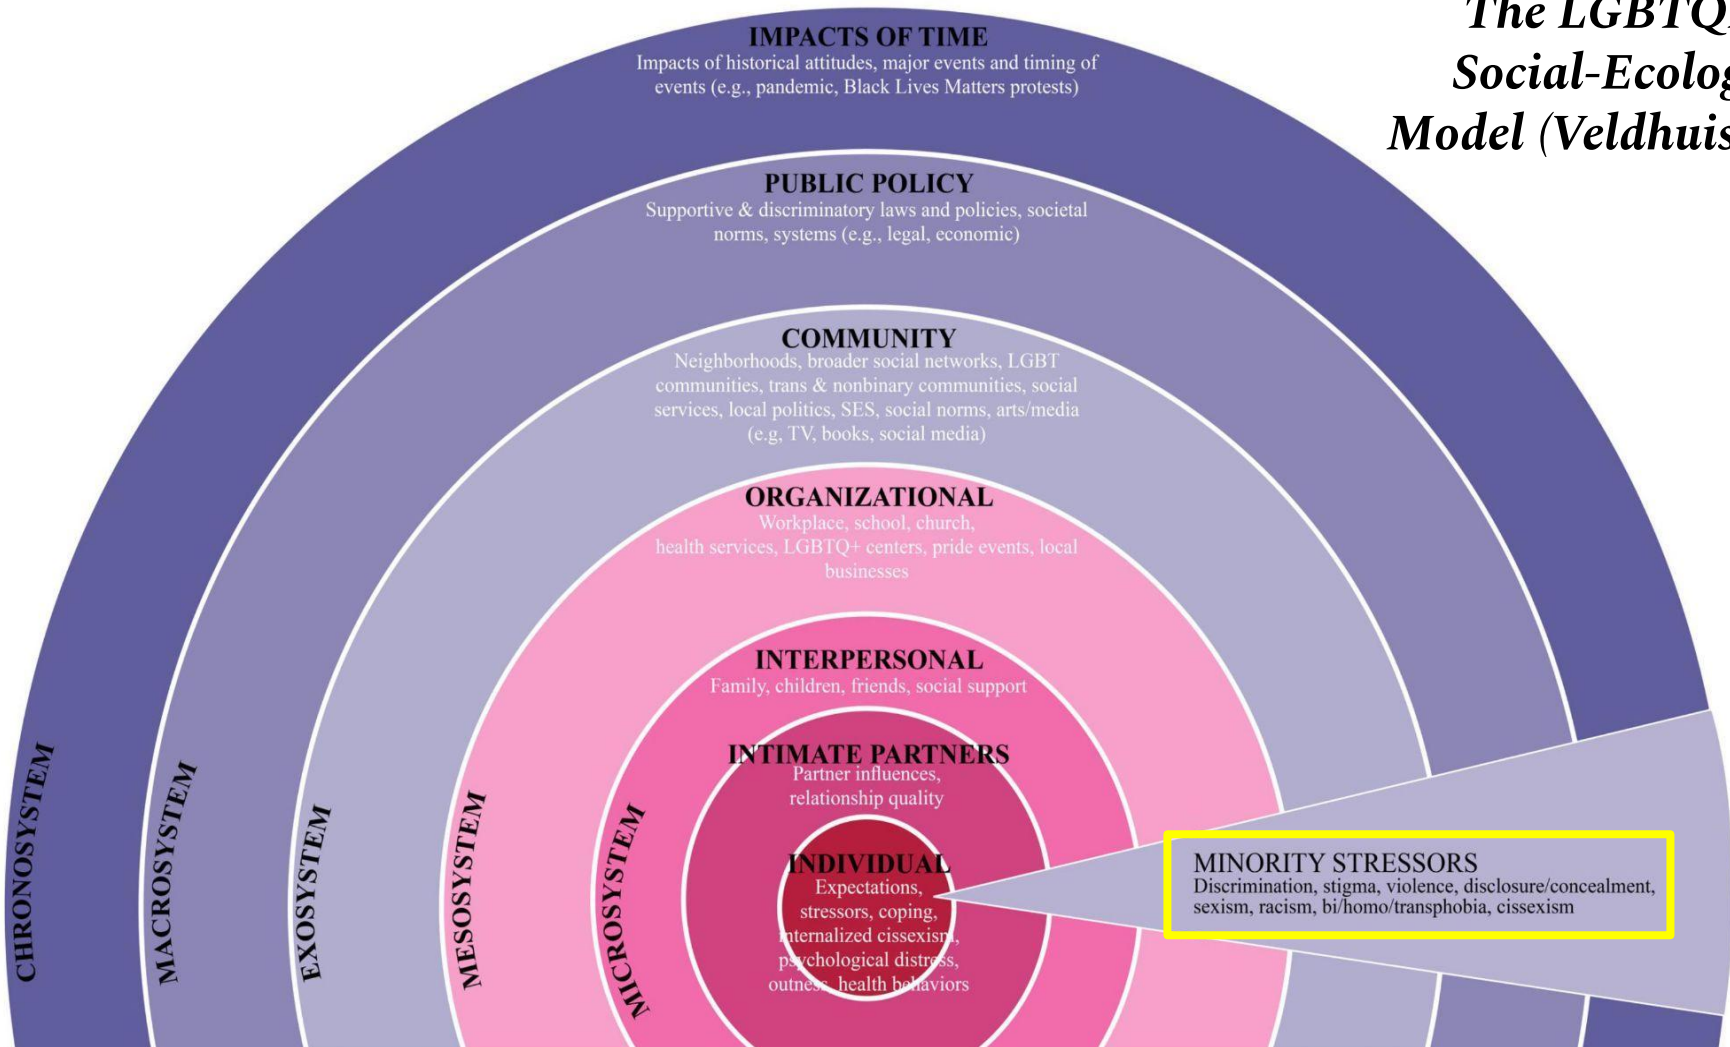 The LGBTQ
Social-Ecolog
Model (Veldhuis
IMPACTS OF TIME
Impacts of historical attitudes, major events and timing of
events (e.g., pandemic, Black Lives Matters protests)
PUBLIC POLICY
Supportive & discriminatory laws and policies, societal
norms, systems (e.g., legal, economic)
COMMUNITY
Neighborhoods, broader social networks, LGBT
communities, trans & nonbinary communities, social
services, local politics, SES, social norms, arts/media
(e.g, TV, books, social media)
ORGANIZATIONAL
Workplace, school, church,
health services, LGBTQ+ centers, pride events, local
businesses
INTERPERSONAL
Family, children, friends, social support
INTIMATE PARTNERS
Partner influences,
relationship quality
INDIVIDUAL
Expectations,
stressors, coping,
internalized cissexism,
psychological distress,
outness, health behaviors
CHRONOSYSTEM
MACROSYSTEM
EXOSYSTEM
MESOSYSTEM
MICROSYSTEM
MINORITY STRESSORS
Discrimination, stigma, violence, disclosure/concealment,
sexism, racism, bi/homo/transphobia, cissexism